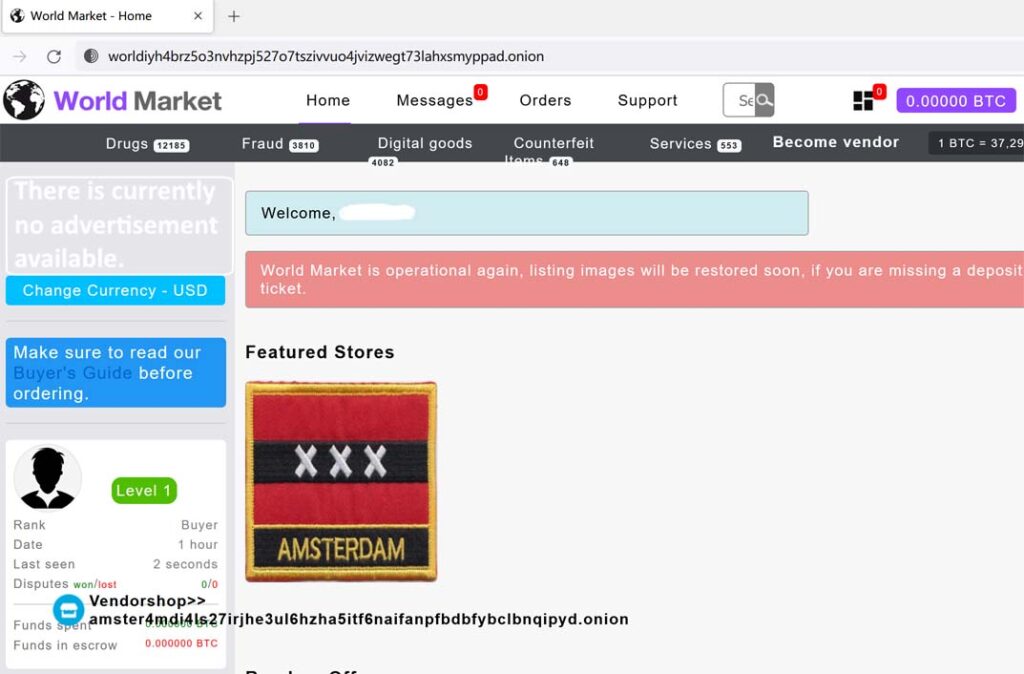 World Market - Home
worldiyh4brz5o3nvhzpj527o7tszivvuo4jvizwegt73lahxsmyppad.onion
World Market
Home
Messages 0
Orders
Support
Se
0
0.00000 BTC
Drugs 12185
Fraud 3810
Digital goods
4082
Counterfeit
Items 648
Services 553
Become vendor
1 BTC = 37,29
There is currently
no advertisement
available.
Change Currency - USD
Make sure to read our
Buyer's Guide before
ordering.
Level 1
Rank Buyer
Date 1 hour
Last seen 2 seconds
Disputes won/lost 0/0
Funds spent 0.000000 BTC
Funds in escrow 0.000000 BTC
Welcome,
World Market is operational again, listing images will be restored soon, if you are missing a deposit
ticket.
Featured Stores
XXX
AMSTERDAM
Vendorshop>>
amster4mdi4ls27irjhe3ul6hzha5itf6naifanpfbdbfybclbnqipyd.onion